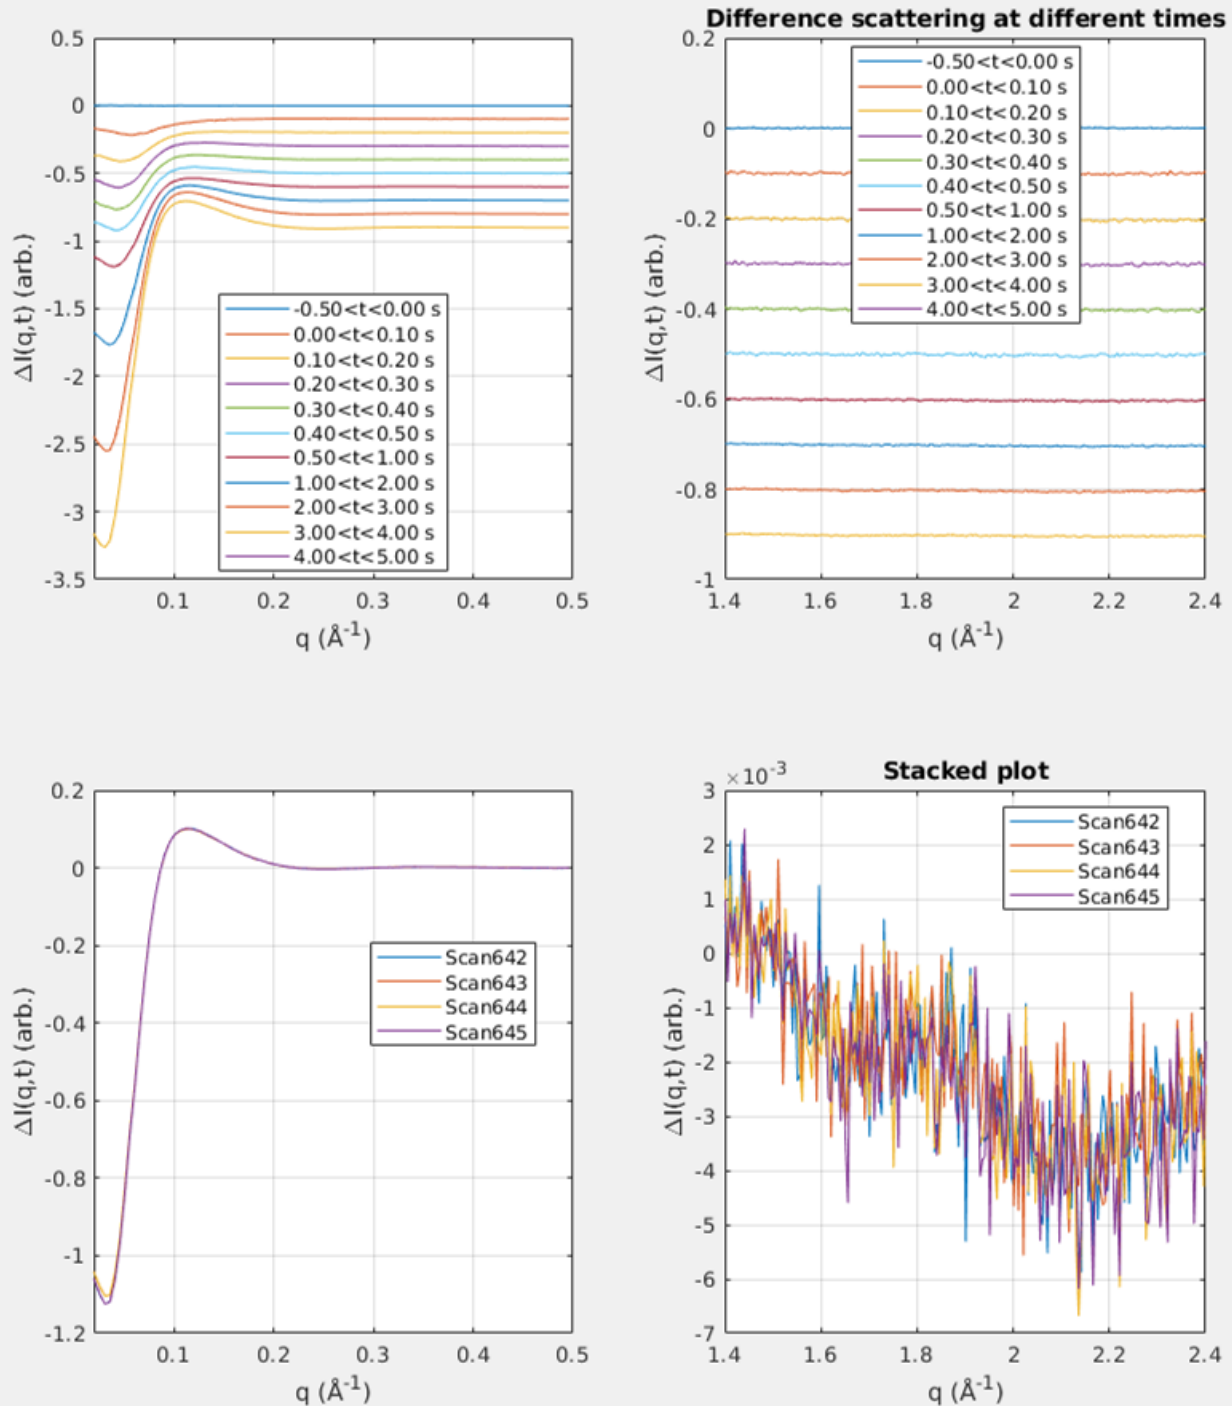 0.5
0
-0.5
-1
-1.5
-2
-2.5
-3
-3.5
ΔI(q,t) (arb.)
-0.50<t<0.00 s
0.00<t<0.10 s
0.10<t<0.20 s
0.20<t<0.30 s
0.30<t<0.40 s
0.40<t<0.50 s
0.50<t<1.00 s
1.00<t<2.00 s
2.00<t<3.00 s
3.00<t<4.00 s
4.00<t<5.00 s
0.1 0.2 0.3 0.4 0.5
q (Å⁻¹)
Difference scattering at different times
0.2
0
-0.2
-0.4
-0.6
-0.8
-1
ΔI(q,t) (arb.)
-0.50<t<0.00 s
0.00<t<0.10 s
0.10<t<0.20 s
0.20<t<0.30 s
0.30<t<0.40 s
0.40<t<0.50 s
0.50<t<1.00 s
1.00<t<2.00 s
2.00<t<3.00 s
3.00<t<4.00 s
4.00<t<5.00 s
1.4 1.6 1.8 2 2.2 2.4
q (Å⁻¹)
0.2
0
-0.2
-0.4
-0.6
-0.8
-1
-1.2
ΔI(q,t) (arb.)
Scan642
Scan643
Scan644
Scan645
0.1 0.2 0.3 0.4 0.5
q (Å⁻¹)
×10⁻³
Stacked plot
3
2
1
0
-1
-2
-3
-4
-5
-6
-7
ΔI(q,t) (arb.)
Scan642
Scan643
Scan644
Scan645
1.4 1.6 1.8 2 2.2 2.4
q (Å⁻¹)